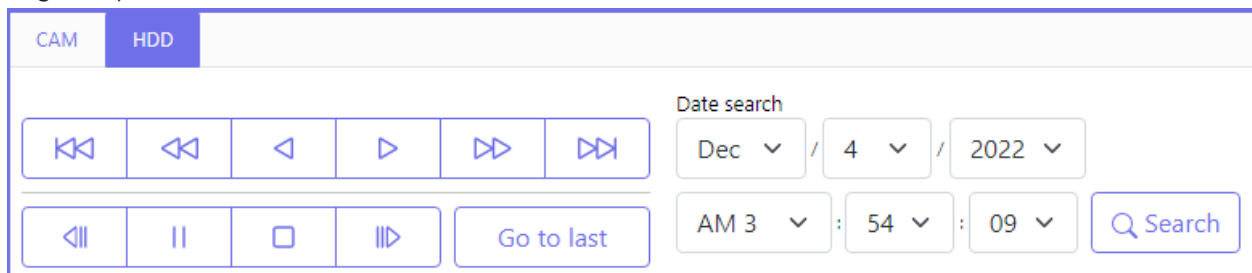 CAM HDD
Date search
Dec / 4 / 2022
AM 3 : 54 : 09 Search
Go to last